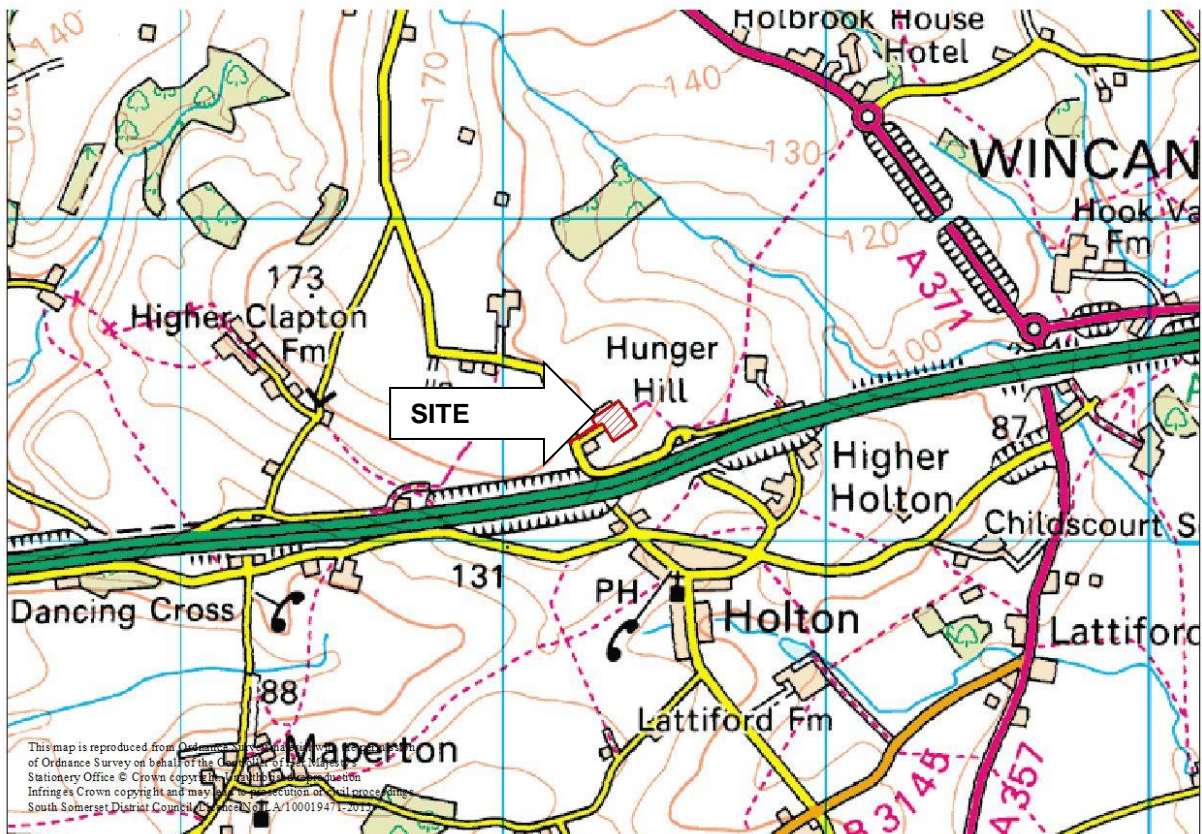 Holbrook House
Hotel
140
170
140
130
WINCAN
Hook Va
Fm
120
173
Higher Clapton
Fm
A 371
100
Hunger
Hill
SITE
87
Higher
Holton
Childscourt S
131
PH
Dancing Cross
Holton
Lattiford
88
Lattiford Fm
Maperton
B 3145
A 357
This map is reproduced from Ordnance Survey material with the permission
of Ordnance Survey on behalf of the Controller of Her Majesty's
Stationery Office © Crown copyright. Unauthorised reproduction
Infringes Crown copyright and may lead to prosecution or civil proceedings
South Somerset District Council